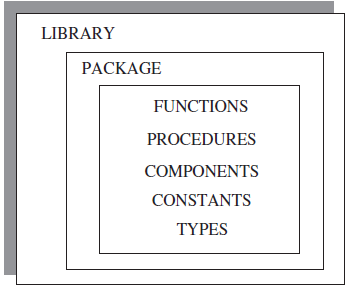 LIBRARY
PACKAGE
FUNCTIONS
PROCEDURES
COMPONENTS
CONSTANTS
TYPES